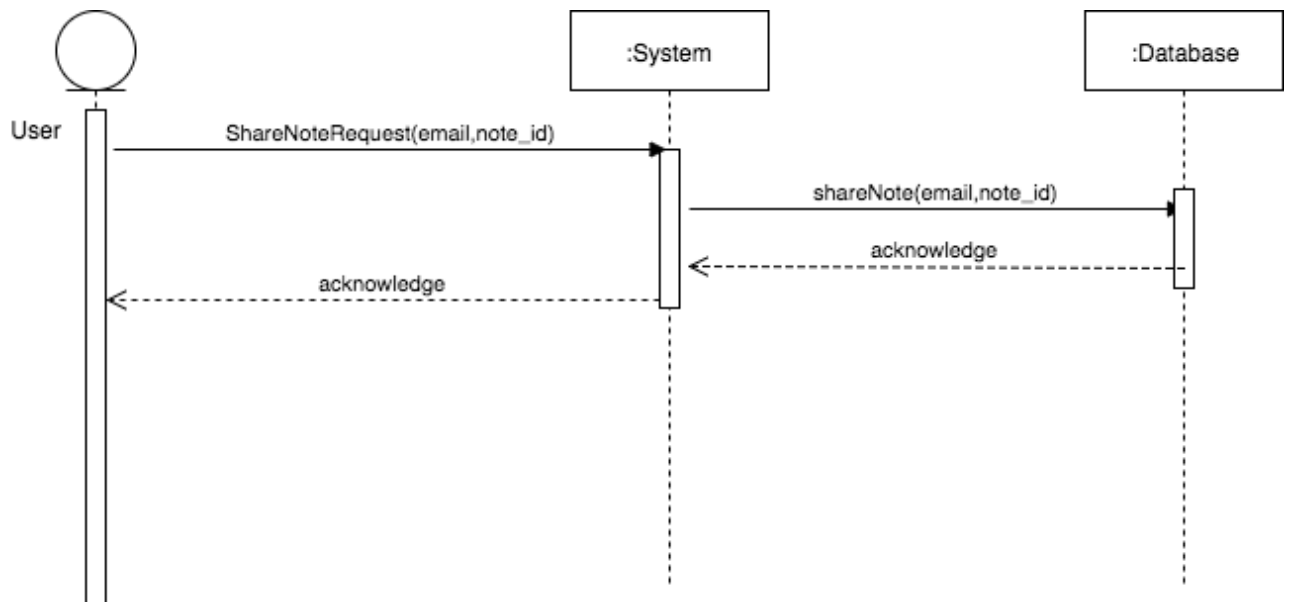 :System
:Database
User
ShareNoteRequest(email,note_id)
shareNote(email,note_id)
acknowledge
acknowledge